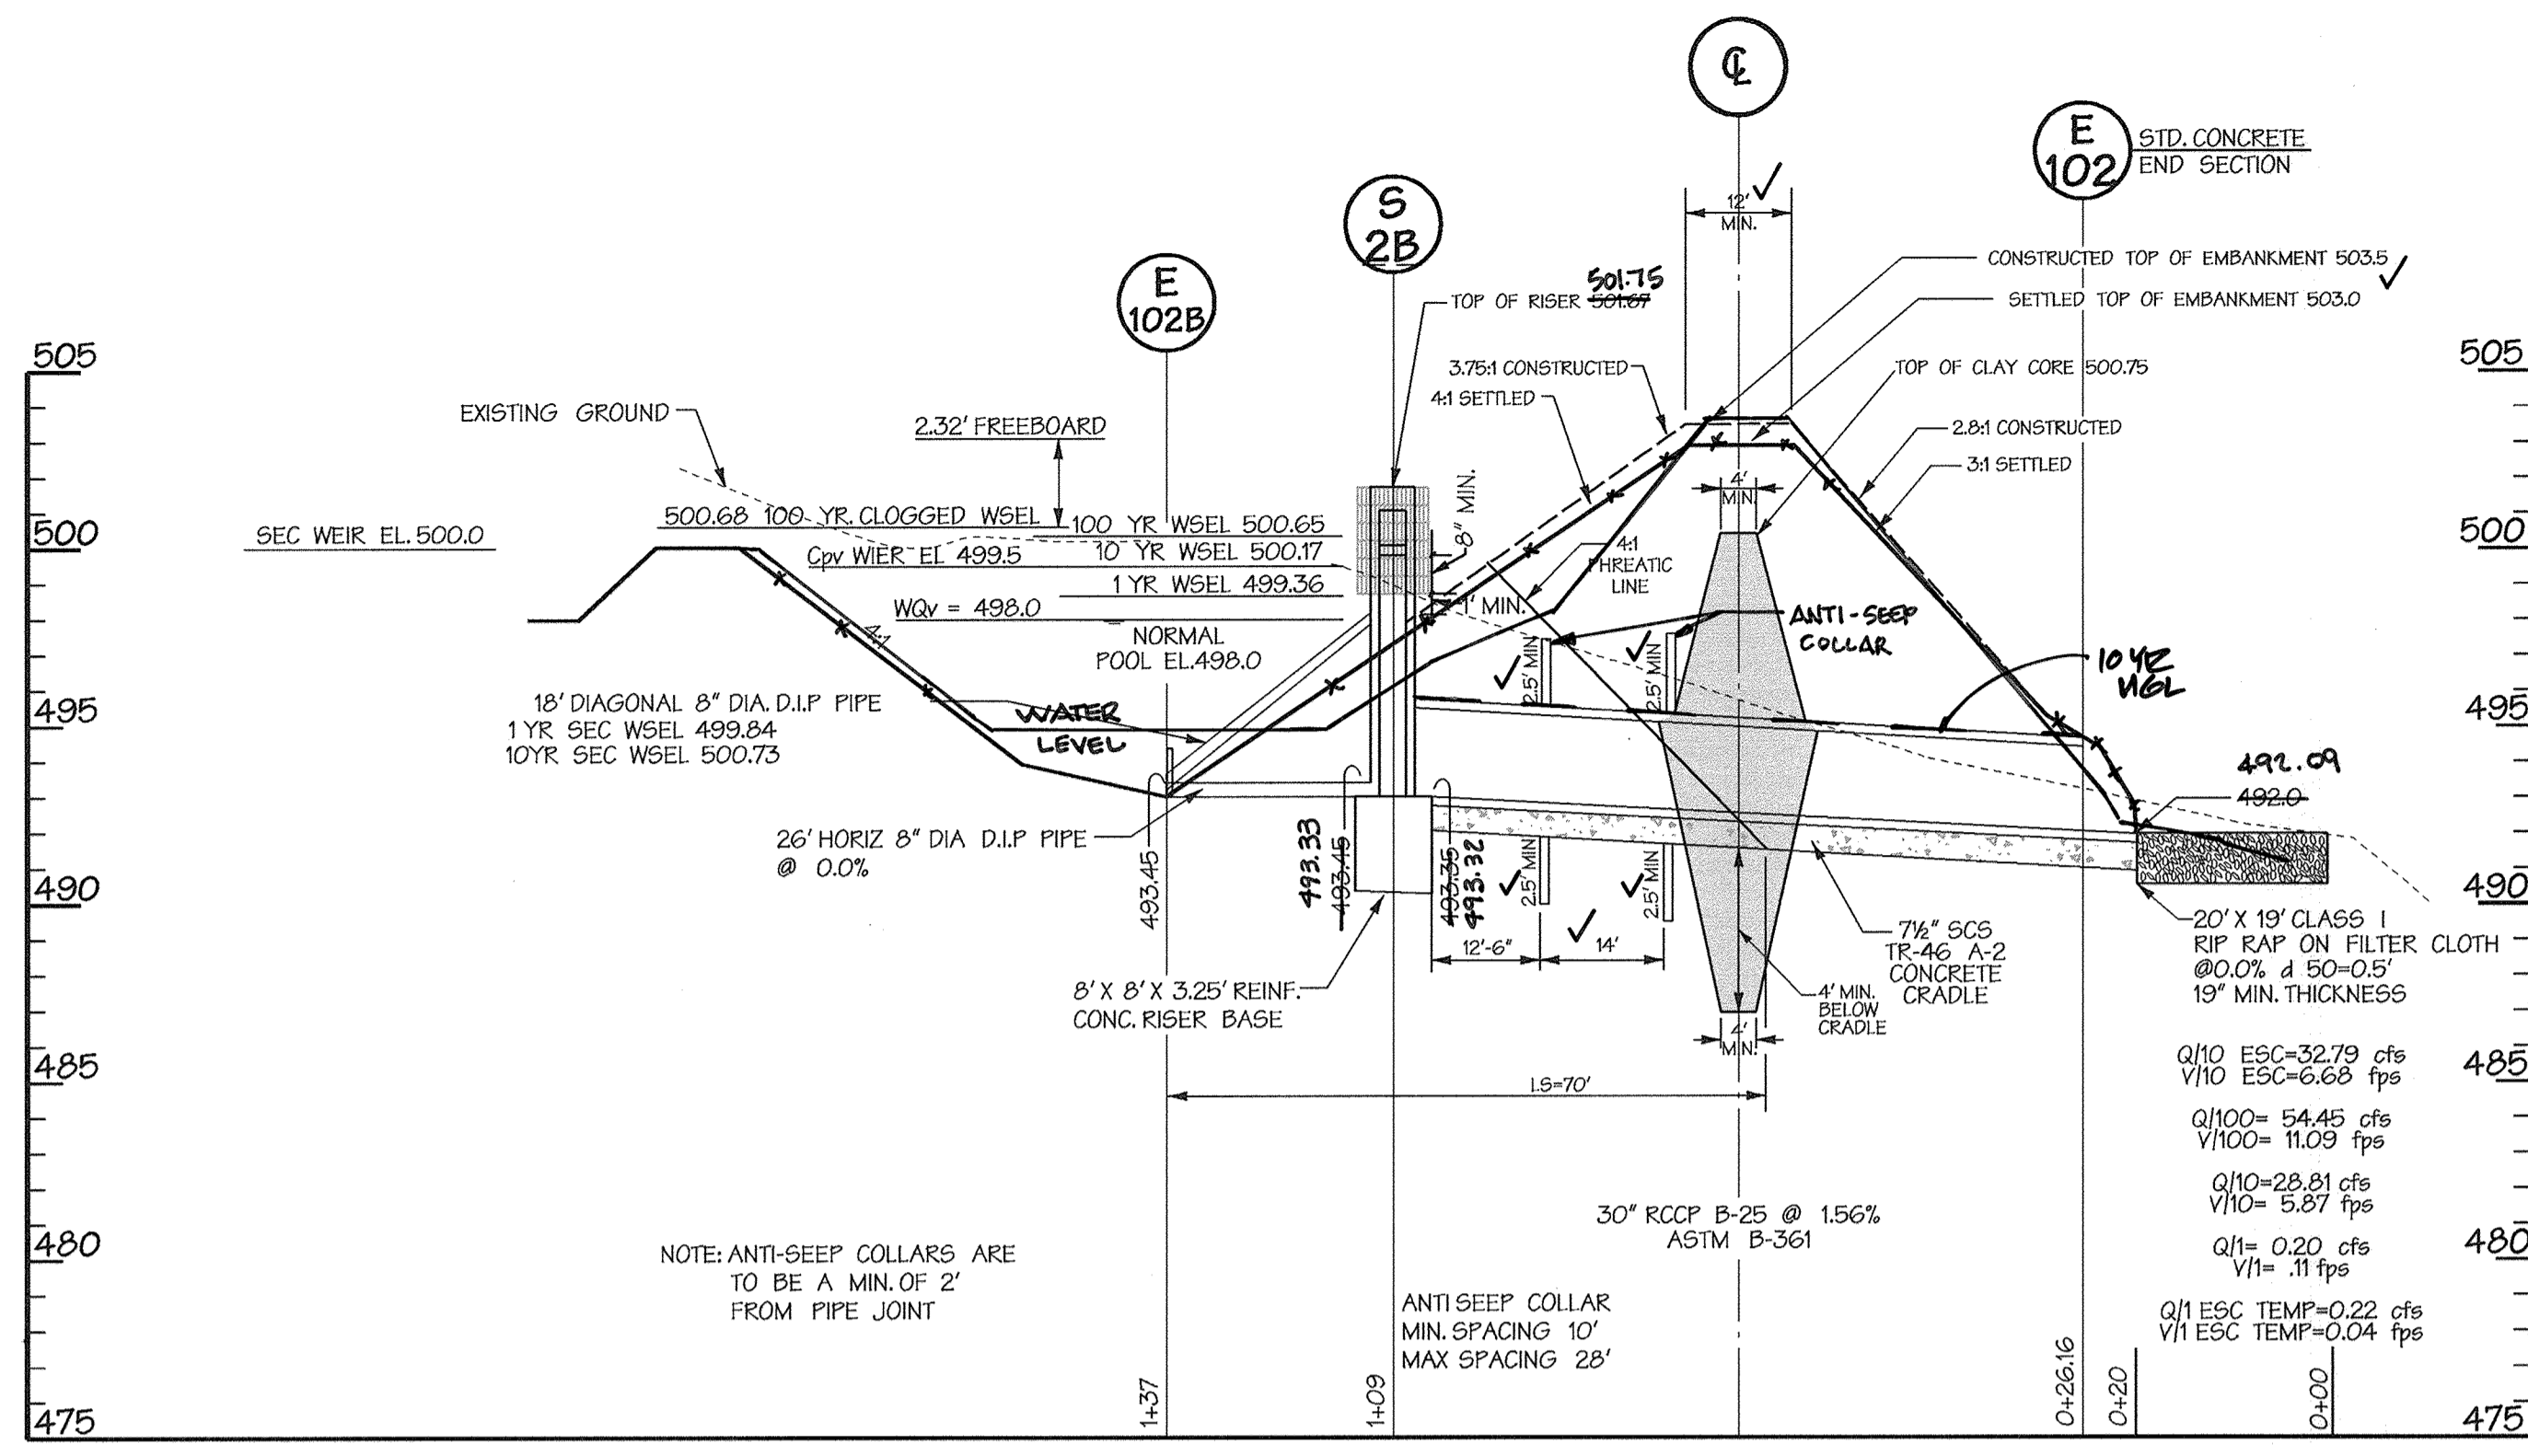 ℄
E
102
STD. CONCRETE
END SECTION
S
2B
12'
MIN.
E
102B
CONSTRUCTED TOP OF EMBANKMENT 503.5
SETTLED TOP OF EMBANKMENT 503.0
501.75
TOP OF RISER 501.67
505
505
3.75:1 CONSTRUCTED
4:1 SETTLED
TOP OF CLAY CORE 500.75
EXISTING GROUND
2.32' FREEBOARD
2.8:1 CONSTRUCTED
3:1 SETTLED
8" MIN.
4'
MIN.
500.68 100 YR. CLOGGED WSEL
100 YR WSEL 500.65
SEC WEIR EL. 500.0
500
500
Cpv WIER EL 499.5
10 YR WSEL 500.17
4:1
PHREATIC
LINE
1 YR WSEL 499.36
WQv = 498.0
1' MIN.
NORMAL
POOL EL.498.0
4:1
ANTI-SEEP
COLLAR
2.5' MIN
2.5' MIN
10 YR
HGL
18' DIAGONAL 8" DIA. D.I.P PIPE
1 YR SEC WSEL 499.84
10YR SEC WSEL 500.73
WATER
LEVEL
495
495
492.09
492.0
26' HORIZ 8" DIA D.I.P PIPE
@ 0.0%
493.45
493.33
493.45
493.35
493.32
2.5' MIN
2.5' MIN
490
490
12'-6"
14'
7½" SCS
TR-46 A-2
CONCRETE
CRADLE
20' X 19' CLASS I
RIP RAP ON FILTER CLOTH
@0.0% d 50=0.5'
19" MIN. THICKNESS
8' X 8' X 3.25' REINF.
CONC. RISER BASE
4' MIN.
BELOW
CRADLE
4'
MIN.
485
485
LS=70'
Q/10 ESC=32.79 cfs
V/10 ESC=6.68 fps
Q/100= 54.45 cfs
V/100= 11.09 fps
Q/10=28.81 cfs
V/10= 5.87 fps
Q/1= 0.20 cfs
V/1= .11 fps
Q/1 ESC TEMP=0.22 cfs
V/1 ESC TEMP=0.04 fps
30" RCCP B-25 @ 1.56%
ASTM B-361
480
480
NOTE: ANTI-SEEP COLLARS ARE
TO BE A MIN. OF 2'
FROM PIPE JOINT
ANTI SEEP COLLAR
MIN. SPACING 10'
MAX SPACING 28'
475
475
1+37
1+09
0+26.16
0+20
0+00